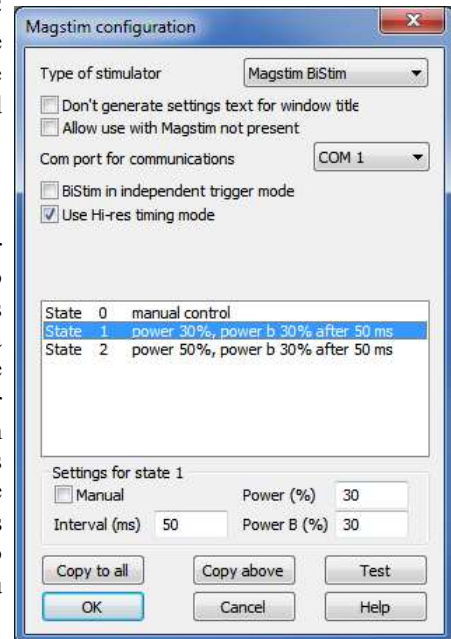 Magstim configuration
Type of stimulator Magstim BiStim
Don't generate settings text for window title
Allow use with Magstim not present
Com port for communications COM 1
BiStim in independent trigger mode
Use Hi-res timing mode
State 0 manual control
State 1 power 30%, power b 30% after 50 ms
State 2 power 50%, power b 30% after 50 ms
Settings for state 1
Manual Power (%) 30
Interval (ms) 50 Power B (%) 30
Copy to all Copy above Test
OK Cancel Help